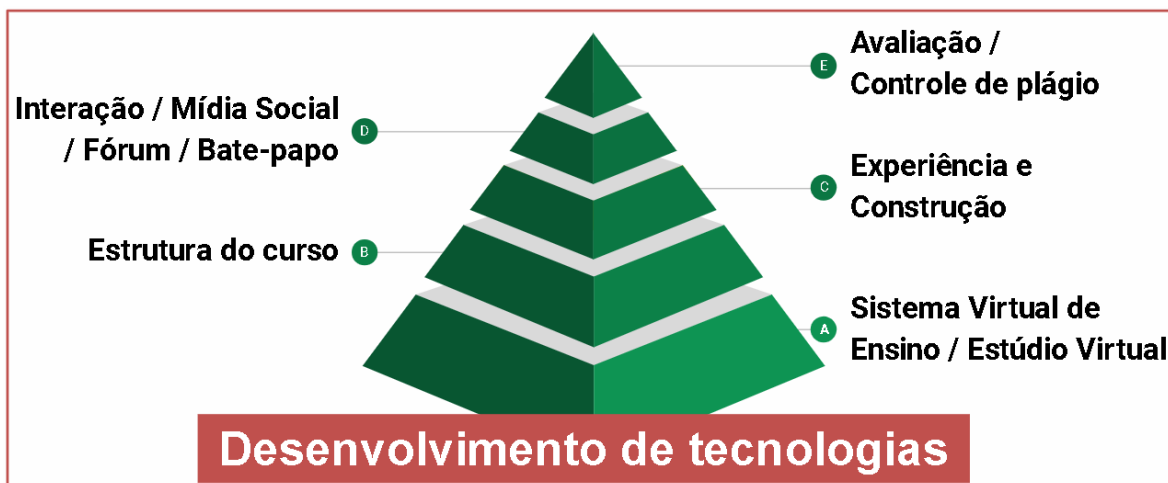 E
Avaliação /
Controle de plágio
Interação / Mídia Social
/ Fórum / Bate-papo
D
C
Experiência e
Construção
Estrutura do curso
B
A
Sistema Virtual de
Ensino / Estúdio Virtual
Desenvolvimento de tecnologias